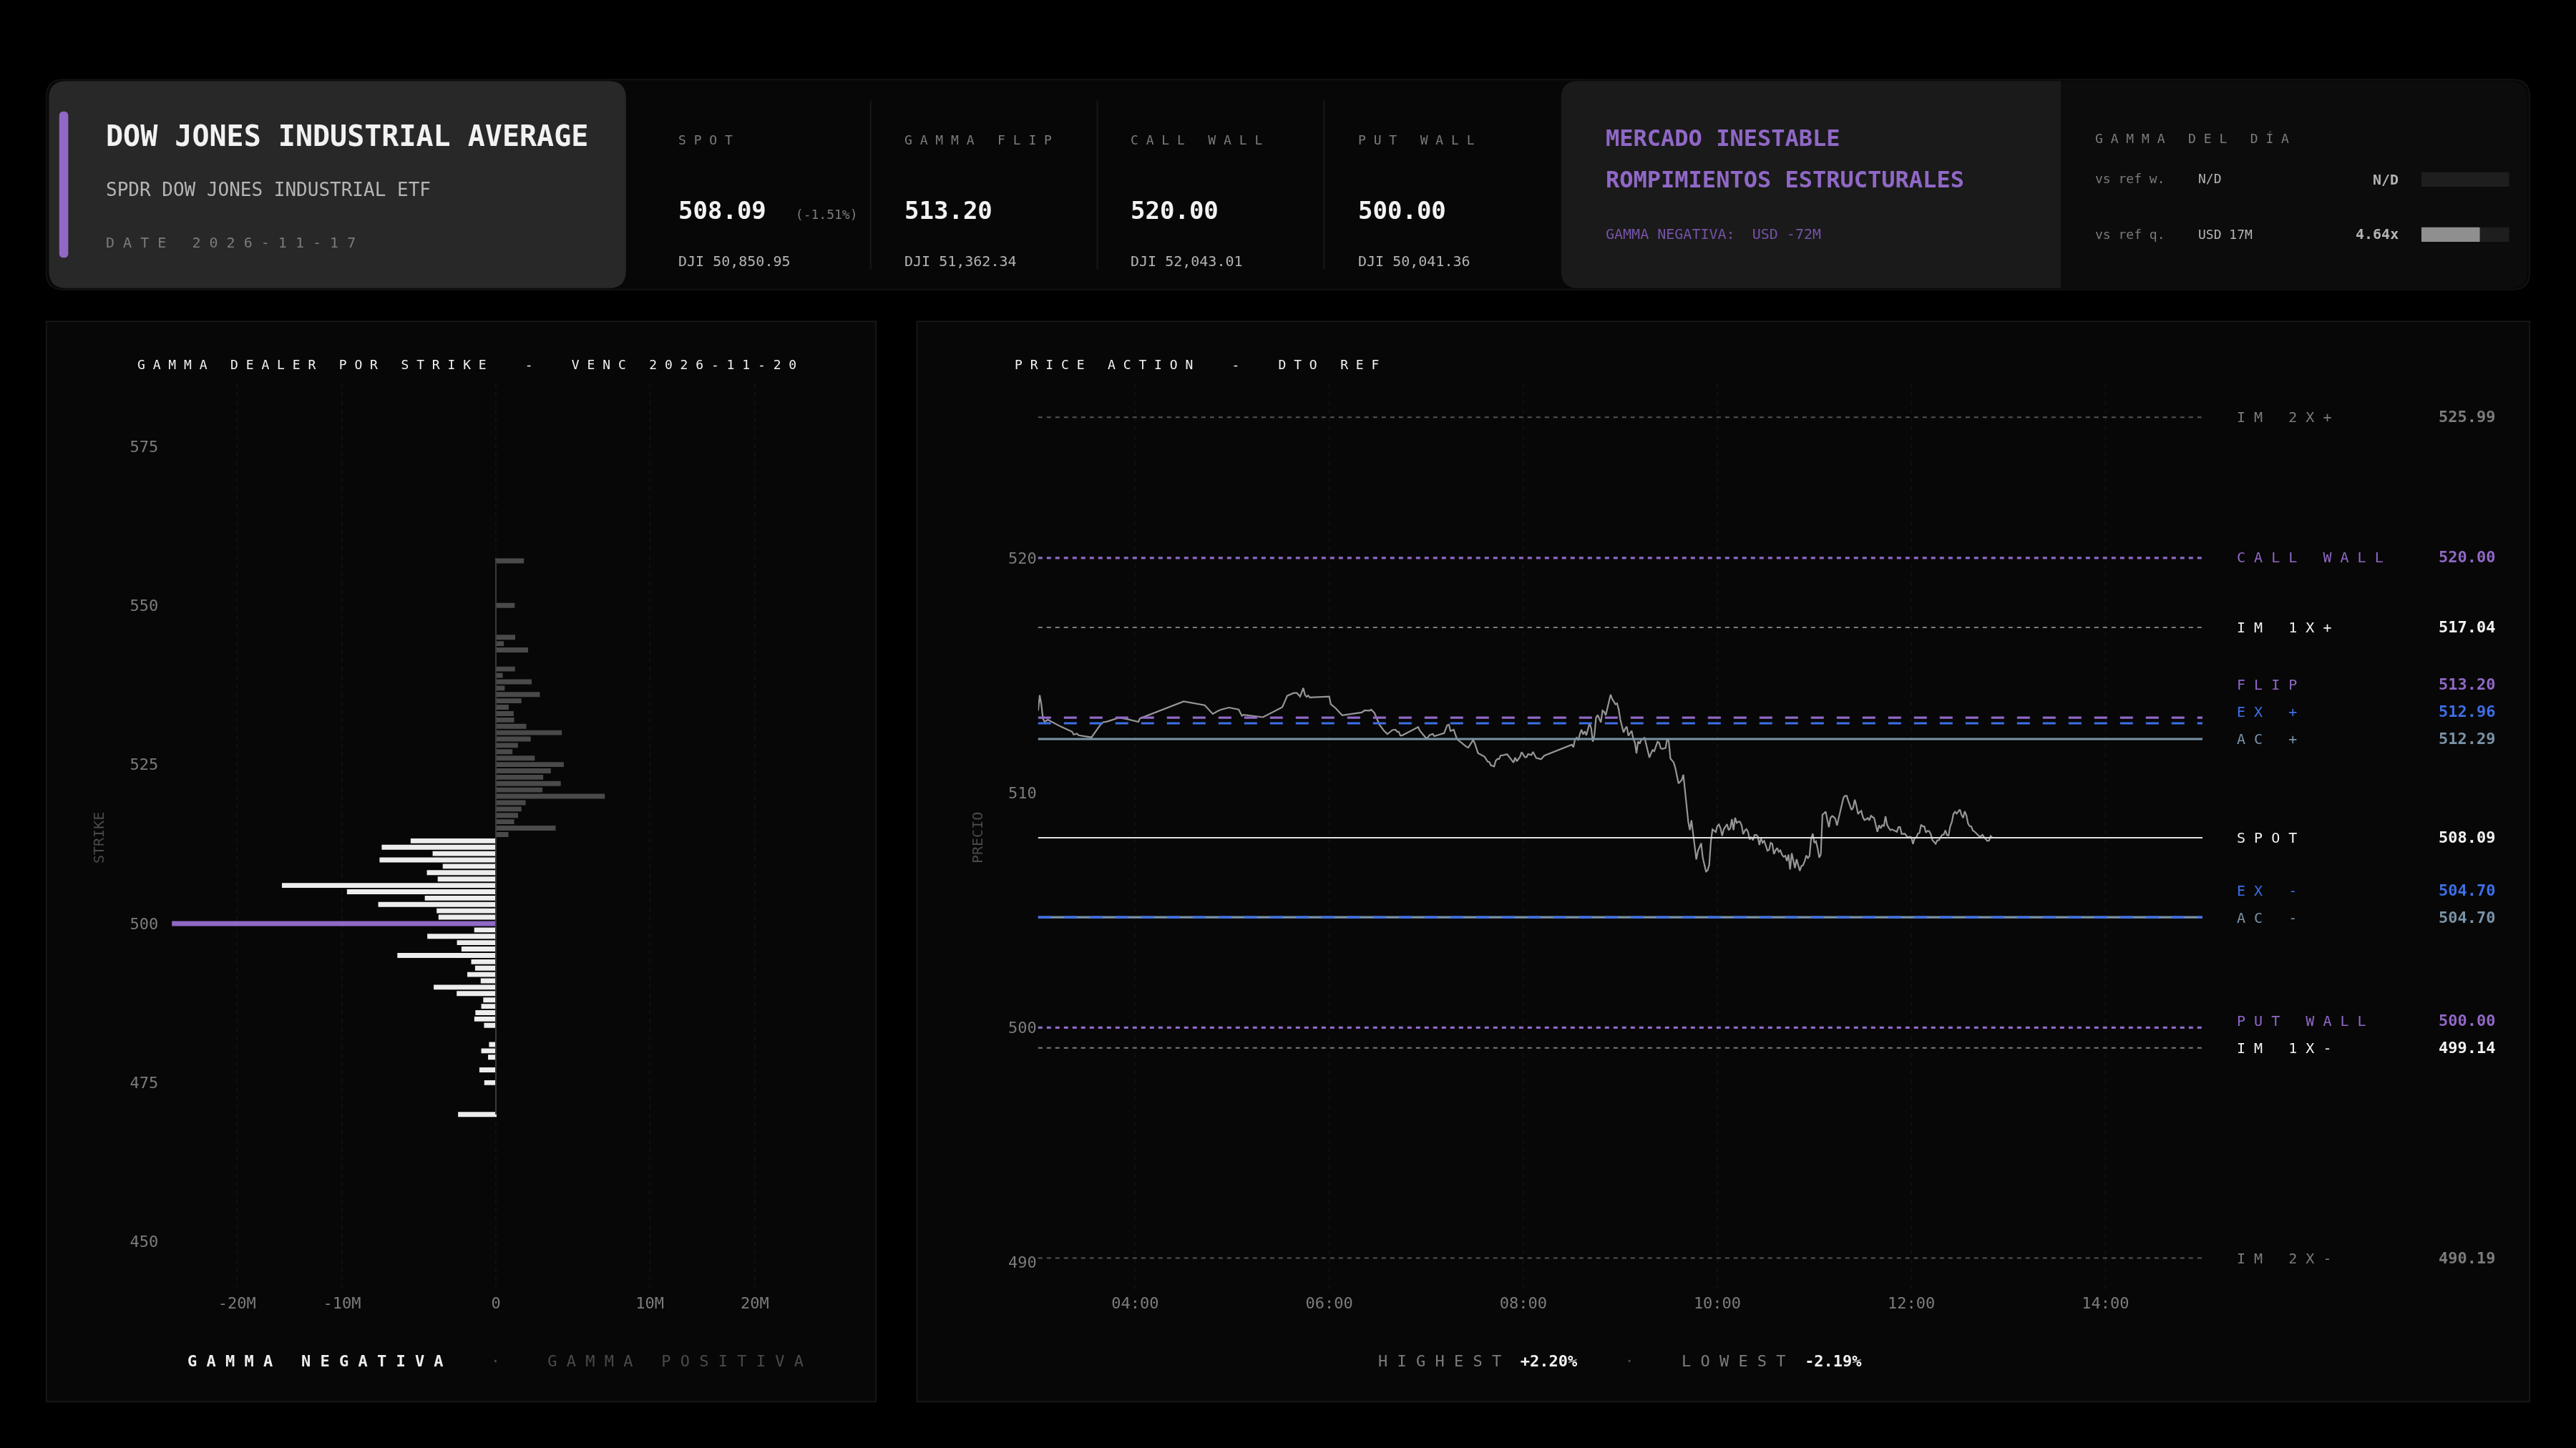 DOW JONES INDUSTRIAL AVERAGE
SPDR DOW JONES INDUSTRIAL ETF
DATE 2026-11-17
SPOT
508.09 (-1.51%)
DJI 50,850.95
GAMMA FLIP
513.20
DJI 51,362.34
CALL WALL
520.00
DJI 52,043.01
PUT WALL
500.00
DJI 50,041.36
MERCADO INESTABLE
ROMPIMIENTOS ESTRUCTURALES
GAMMA NEGATIVA: USD -72M
GAMMA DEL DÍA
vs ref w. N/D N/D
vs ref q. USD 17M 4.64x
GAMMA DEALER POR STRIKE - VENC 2026-11-20
STRIKE
575
550
525
500
475
450
-20M -10M 0 10M 20M
GAMMA NEGATIVA · GAMMA POSITIVA
PRICE ACTION - DTO REF
PRECIO
520
510
500
490
04:00 06:00 08:00 10:00 12:00 14:00
IM 2X+ 525.99
CALL WALL 520.00
IM 1X+ 517.04
FLIP 513.20
EX + 512.96
AC + 512.29
SPOT 508.09
EX - 504.70
AC - 504.70
PUT WALL 500.00
IM 1X- 499.14
IM 2X- 490.19
HIGHEST +2.20% · LOWEST -2.19%